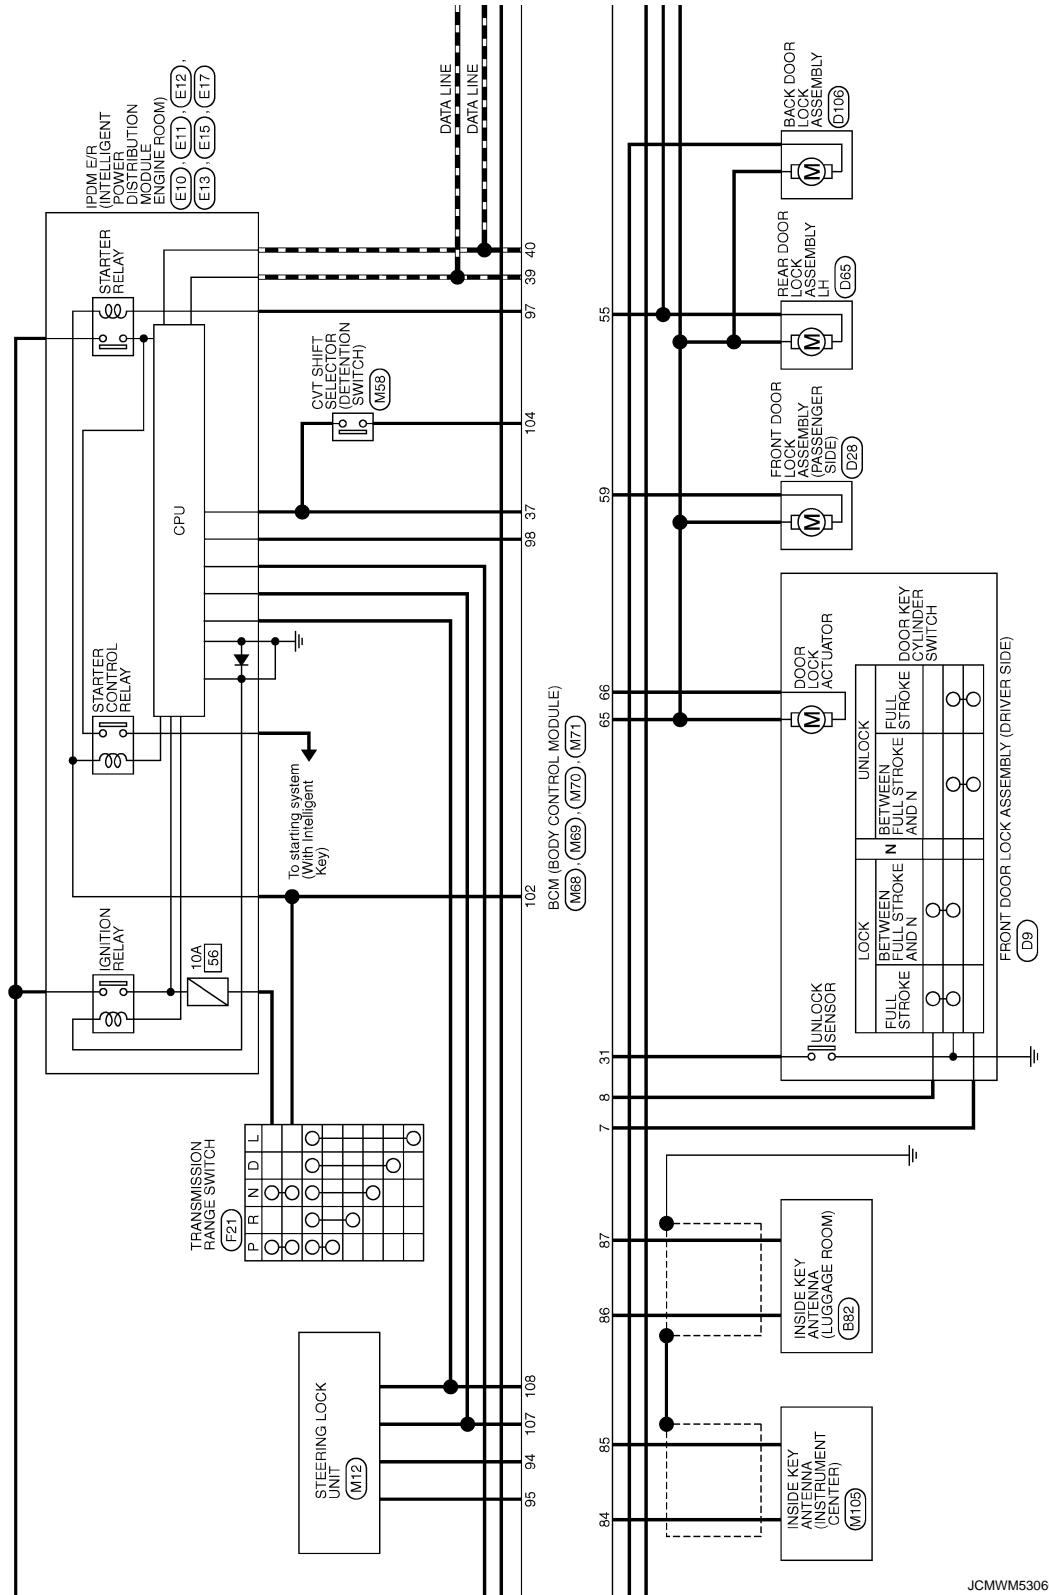 IPDM E/R
(INTELLIGENT
POWER
DISTRIBUTION
MODULE
ENGINE ROOM)
E10 , E11 , E12 ,
E13 , E15 , E17
STARTER
RELAY
CPU
STARTER
CONTROL
RELAY
IGNITION
RELAY
10A
56
DATA LINE
DATA LINE
CVT SHIFT
SELECTOR
(DETENTION
SWITCH)
M58
To starting system
(With Intelligent
Key)
TRANSMISSION
RANGE SWITCH
F21
P R N D L
STEERING LOCK
UNIT
M12
40
39
97
104
37
98
102
108
107
94
95
BCM (BODY CONTROL MODULE)
M68 , M69 , M70 , M71
55
59
66
65
31
8
7
87
86
85
84
BACK DOOR
LOCK
ASSEMBLY
D106
REAR DOOR
LOCK
ASSEMBLY
LH
D65
FRONT DOOR
LOCK
ASSEMBLY
(PASSENGER
SIDE)
D28
M
M
M
M
DOOR
LOCK
ACTUATOR
DOOR KEY
CYLINDER
SWITCH
UNLOCK
FULL
STROKE
BETWEEN
FULL STROKE
AND N
N
LOCK
BETWEEN
FULL STROKE
AND N
FULL
STROKE
UNLOCK
SENSOR
FRONT DOOR LOCK ASSEMBLY (DRIVER SIDE)
D9
INSIDE KEY
ANTENNA
(LUGGAGE ROOM)
B82
INSIDE KEY
ANTENNA
(INSTRUMENT
CENTER)
M105
JCMWM5306